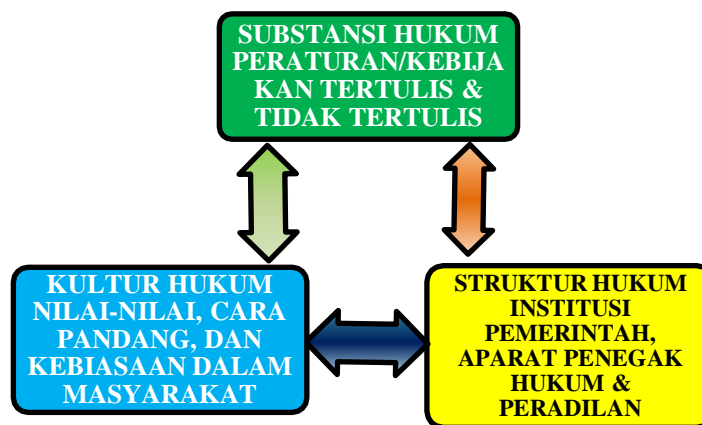 SUBSTANSI HUKUM
PERATURAN/KEBIJA
KAN TERTULIS &
TIDAK TERTULIS
KULTUR HUKUM
NILAI-NILAI, CARA
PANDANG, DAN
KEBIASAAN DALAM
MASYARAKAT
STRUKTUR HUKUM
INSTITUSI
PEMERINTAH,
APARAT PENEGAK
HUKUM &
PERADILAN